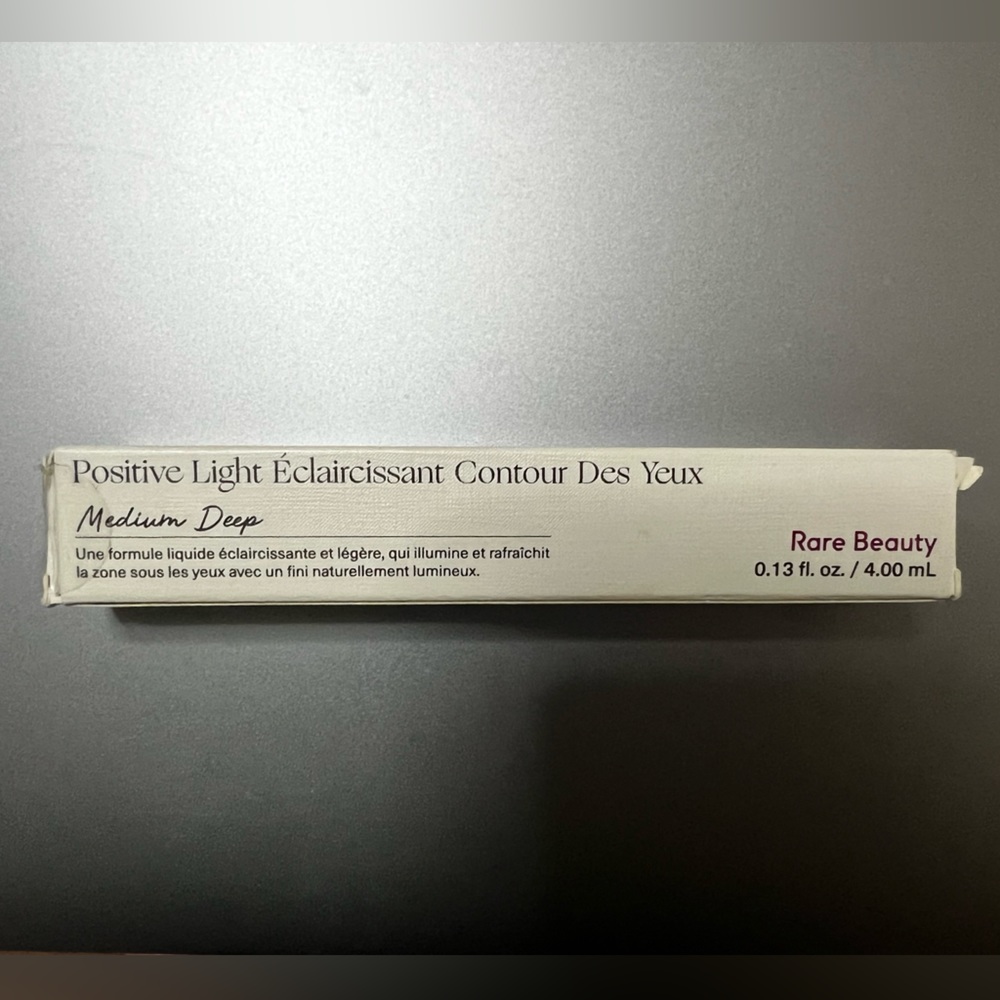 Positive Light Éclaircissant Contour Des Yeux
Medium Deep
Une formule liquide éclaircissante et légère, qui illumine et rafraîchit
la zone sous les yeux avec un fini naturellement lumineux.
Rare Beauty
0.13 fl. oz. / 4.00 mL